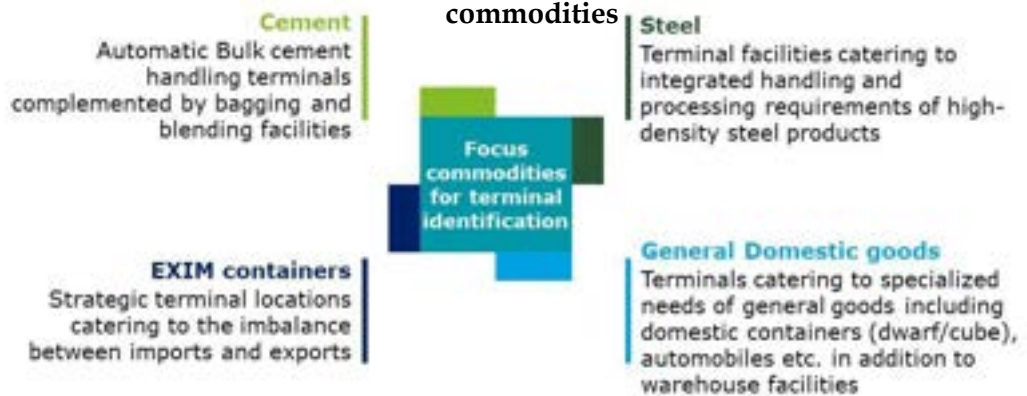 commodities
Cement
Automatic Bulk cement
handling terminals
complemented by bagging and
blending facilities
Steel
Terminal facilities catering to
integrated handling and
processing requirements of high-
density steel products
Focus
commodities
for terminal
identification
EXIM containers
Strategic terminal locations
catering to the imbalance
between imports and exports
General Domestic goods
Terminals catering to specialized
needs of general goods including
domestic containers (dwarf/cube),
automobiles etc. in addition to
warehouse facilities